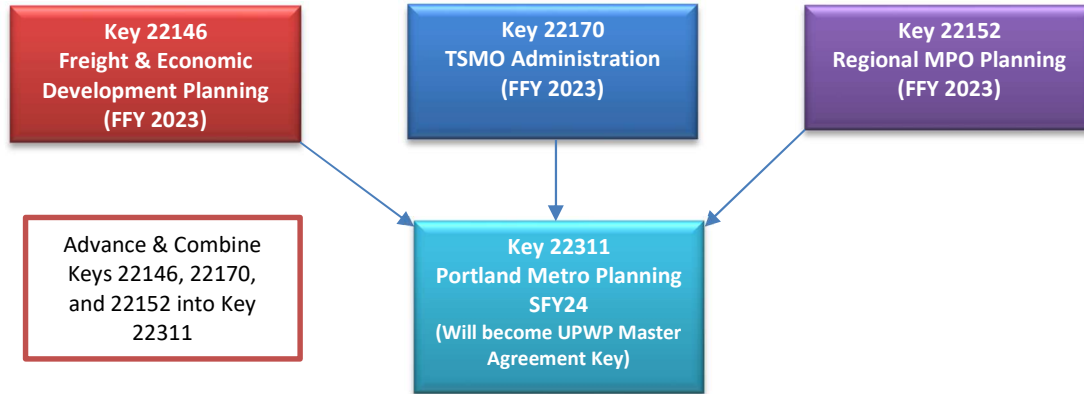 Key 22146
Freight & Economic
Development Planning
(FFY 2023)
Key 22170
TSMO Administration
(FFY 2023)
Key 22152
Regional MPO Planning
(FFY 2023)
Advance & Combine
Keys 22146, 22170,
and 22152 into Key
22311
Key 22311
Portland Metro Planning
SFY24
(Will become UPWP Master
Agreement Key)